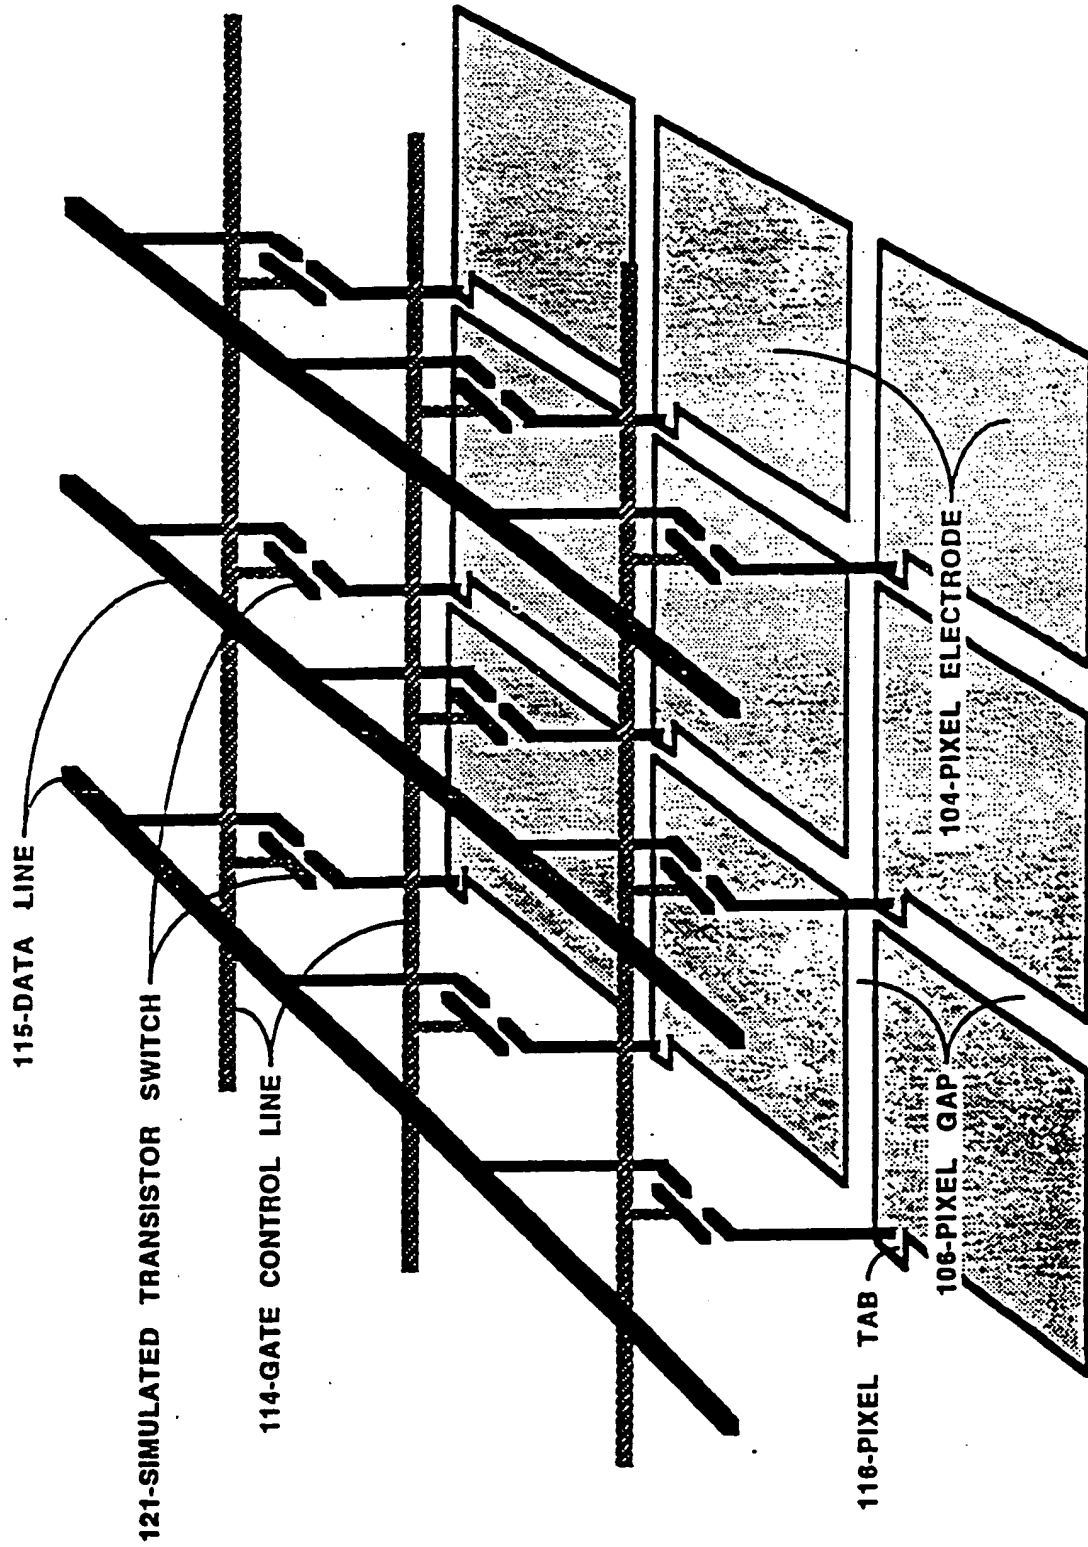 115-DATA LINE
121-SIMULATED TRANSISTOR SWITCH
114-GATE CONTROL LINE
116-PIXEL TAB
106-PIXEL GAP
104-PIXEL ELECTRODE